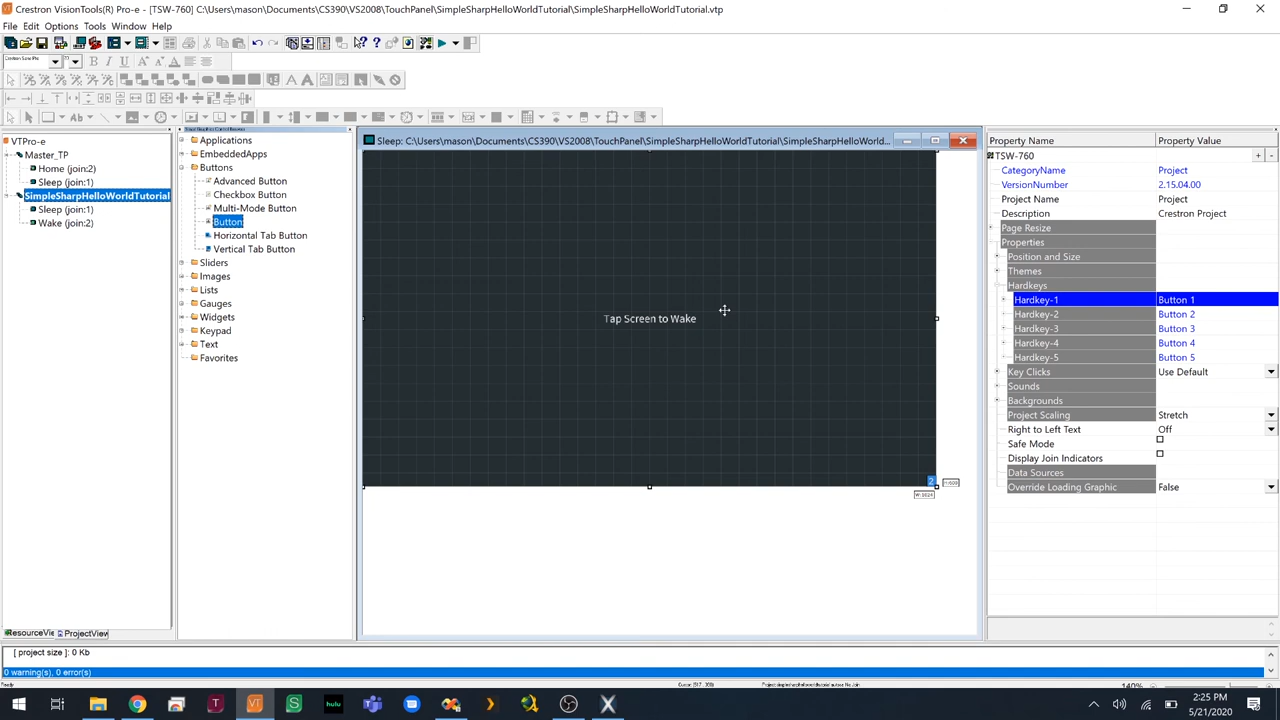 Crestron VisionTools(R) Pro-e - [TSW-760] C:\Users\mason\Documents\CS390\VS2008\TouchPanel\SimpleSharpHelloWorldTutorial\SimpleSharpHelloWorldTutorial.vtp
File Edit Options Tools Window Help
VTPro-e
Master_TP
Home (join:2)
Sleep (join:1)
SimpleSharpHelloWorldTutorial
Sleep (join:1)
Wake (join:2)
ResourceVie
ProjectView
Applications
EmbeddedApps
Buttons
Advanced Button
Checkbox Button
Multi-Mode Button
Button
Horizontal Tab Button
Vertical Tab Button
Sliders
Images
Lists
Gauges
Widgets
Keypad
Text
Favorites
Sleep: C:\Users\mason\Documents\CS390\VS2008\TouchPanel\SimpleSharpHelloWorldTutorial\SimpleSharpHelloWorld...
Tap Screen to Wake
2
H:600
W:1024
Property Name Property Value
TSW-760 + -
CategoryName Project
VersionNumber 2.15.04.00
Project Name Project
Description Crestron Project
Page Resize
Properties
Position and Size
Themes
Hardkeys
Hardkey-1 Button 1
Hardkey-2 Button 2
Hardkey-3 Button 3
Hardkey-4 Button 4
Hardkey-5 Button 5
Key Clicks Use Default
Sounds
Backgrounds
Project Scaling Stretch
Right to Left Text Off
Safe Mode
Display Join Indicators
Data Sources
Override Loading Graphic False
[ project size ]: 0 Kb
0 warning(s), 0 error(s)
Ready
140%
hulu
2:25 PM
5/21/2020